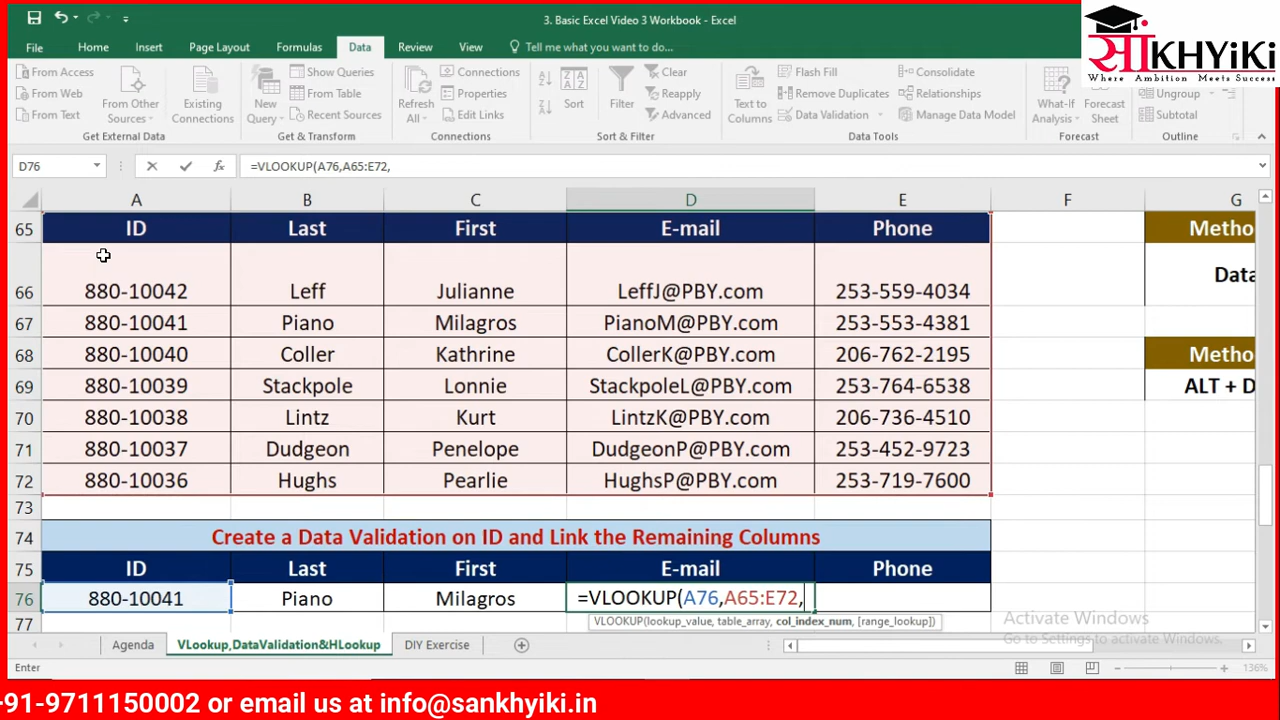 3. Basic Excel Video 3 Workbook - Excel
साँKHYiKi
Where Ambition Meets Success
File Home Insert Page Layout Formulas Data Review View Tell me what you want to do...
From Access
From Web
From Text
From Other Sources
Existing Connections
Get External Data
New Query
Show Queries
From Table
Recent Sources
Get & Transform
Refresh All
Connections
Properties
Edit Links
Connections
Sort
Filter
Clear
Reapply
Advanced
Sort & Filter
Text to Columns
Flash Fill
Remove Duplicates
Data Validation
Consolidate
Relationships
Manage Data Model
Data Tools
What-If Analysis
Forecast Sheet
Forecast
Ungroup
Subtotal
Outline
D76 fx =VLOOKUP(A76,A65:E72,
A B C D E F G
65 ID Last First E-mail Phone Metho
66 880-10042 Leff Julianne LeffJ@PBY.com 253-559-4034 Data
67 880-10041 Piano Milagros PianoM@PBY.com 253-553-4381
68 880-10040 Coller Kathrine CollerK@PBY.com 206-762-2195 Metho
69 880-10039 Stackpole Lonnie StackpoleL@PBY.com 253-764-6538 ALT + D
70 880-10038 Lintz Kurt LintzK@PBY.com 206-736-4510
71 880-10037 Dudgeon Penelope DudgeonP@PBY.com 253-452-9723
72 880-10036 Hughs Pearlie HughsP@PBY.com 253-719-7600
73
74 Create a Data Validation on ID and Link the Remaining Columns
75 ID Last First E-mail Phone
76 880-10041 Piano Milagros =VLOOKUP(A76,A65:E72,
77 VLOOKUP(lookup_value, table_array, col_index_num, [range_lookup])
Activate Windows
Go to Settings to activate Windows.
Agenda VLookup,DataValidation&HLookup DIY Exercise
Enter 136%
+91-9711150002 or email us at info@sankhyiki.in